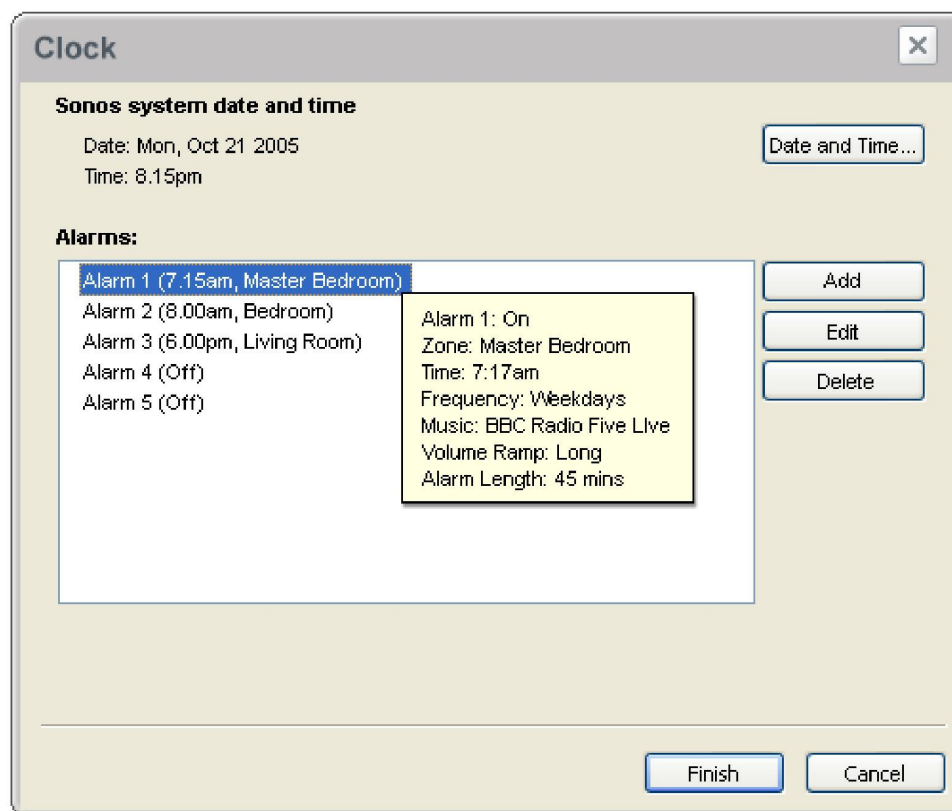 Clock
Sonos system date and time
Date: Mon, Oct 21 2005
Date and Time...
Time: 8.15pm
Alarms:
Alarm 1 (7.15am, Master Bedroom)
Alarm 2 (8.00am, Bedroom)
Alarm 3 (6.00pm, Living Room)
Alarm 4 (Off)
Alarm 5 (Off)
Alarm 1: On
Zone: Master Bedroom
Time: 7:17am
Frequency: Weekdays
Music: BBC Radio Five LIve
Volume Ramp: Long
Alarm Length: 45 mins
Add
Edit
Delete
Finish
Cancel